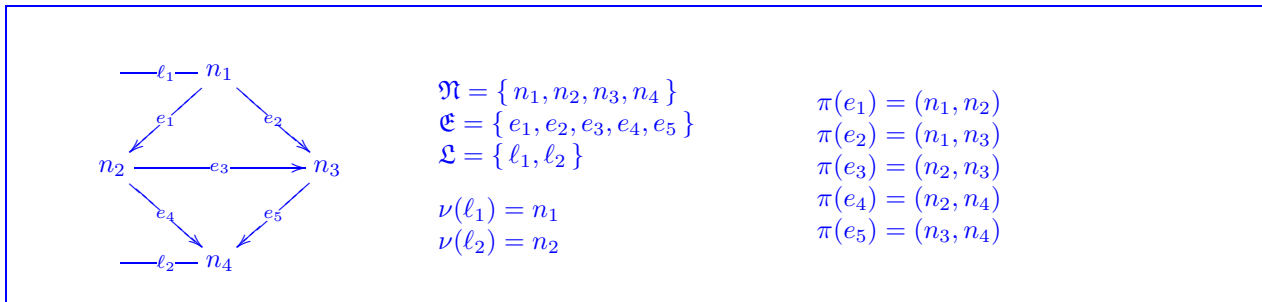 ℓ₁ n₁
e₁ e₂
n₂ e₃ n₃
e₄ e₅
ℓ₂ n₄
𝔑 = { n₁, n₂, n₃, n₄ }
𝔈 = { e₁, e₂, e₃, e₄, e₅ }
𝔏 = { ℓ₁, ℓ₂ }
ν(ℓ₁) = n₁
ν(ℓ₂) = n₂
π(e₁) = (n₁, n₂)
π(e₂) = (n₁, n₃)
π(e₃) = (n₂, n₃)
π(e₄) = (n₂, n₄)
π(e₅) = (n₃, n₄)